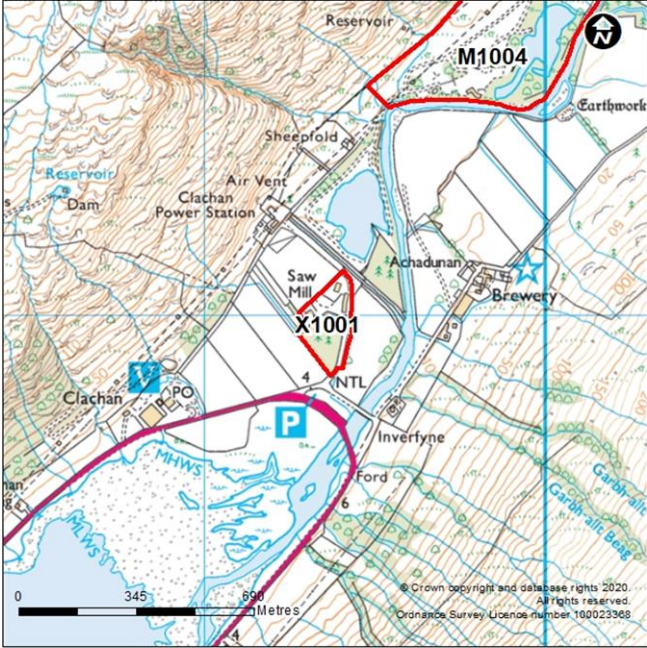 Reservoir
N
M1004
Earthwork
Sheepfold
Reservoir
Dam
Air Vent
Clachan
Power Station
Achadunan
Saw
Mill
Brewery
X1001
4
NTL
Clachan
PO
P
Inverfyne
MHWS
Ford
6
Garbh-allt
Garbh-allt Beag
MLWS
0 345 690
Metres
4
© Crown copyright and database rights 2020.
All rights reserved.
Ordnance Survey Licence number 100023368